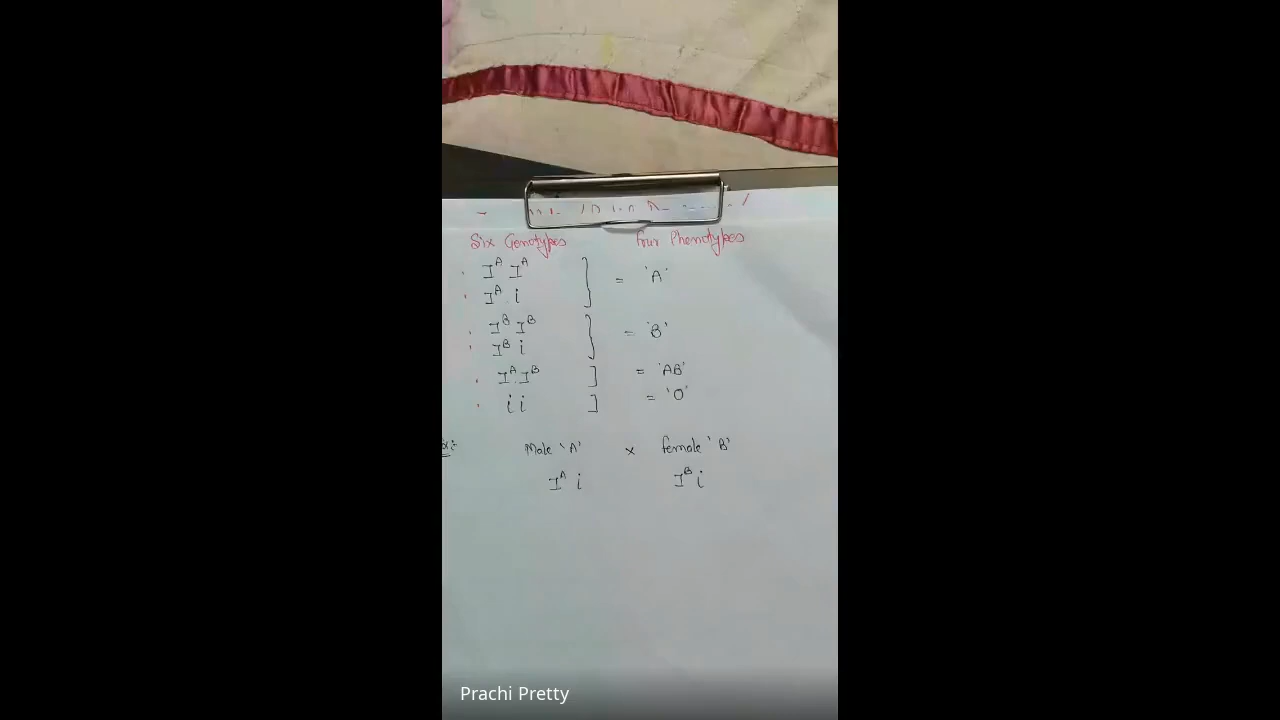 Six Genotypes four Phenotypes
I^A I^A
I^A i ] = 'A'
I^B I^B
I^B i ] = 'B'
I^A I^B ] = 'AB'
i i ] = 'O'
Male 'A' x female 'B'
I^A i I^B i
Prachi Pretty